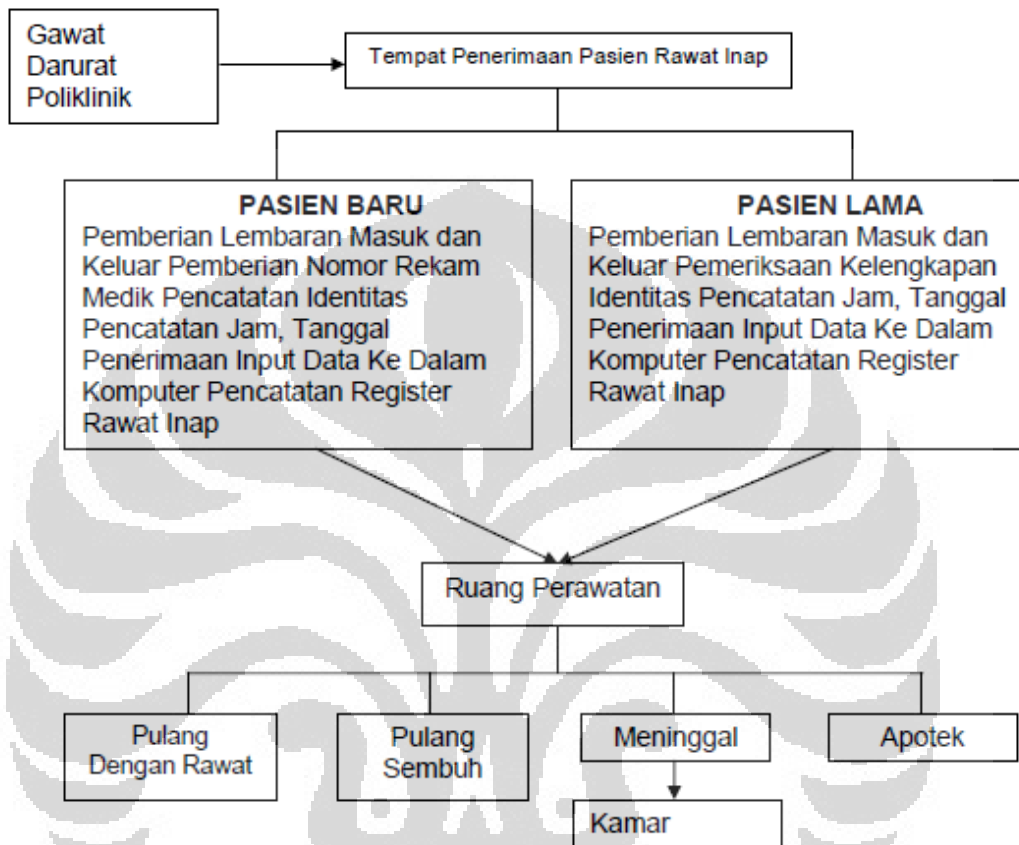 Gawat
Darurat
Poliklinik
Tempat Penerimaan Pasien Rawat Inap
PASIEN BARU
Pemberian Lembaran Masuk dan
Keluar Pemberian Nomor Rekam
Medik Pencatatan Identitas
Pencatatan Jam, Tanggal
Penerimaan Input Data Ke Dalam
Komputer Pencatatan Register
Rawat Inap
PASIEN LAMA
Pemberian Lembaran Masuk dan
Keluar Pemeriksaan Kelengkapan
Identitas Pencatatan Jam, Tanggal
Penerimaan Input Data Ke Dalam
Komputer Pencatatan Register
Rawat Inap
Ruang Perawatan
Pulang
Dengan Rawat
Pulang
Sembuh
Meninggal
Apotek
Kamar